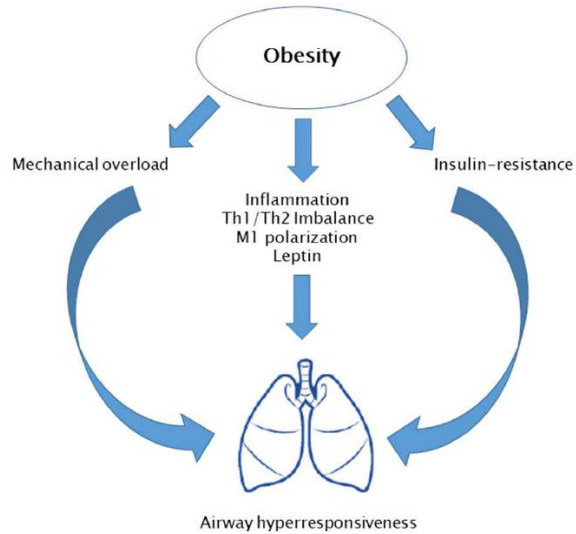 Obesity
Mechanical overload
Insulin-resistance
Inflammation
Th1/Th2 Imbalance
M1 polarization
Leptin
Airway hyperresponsiveness